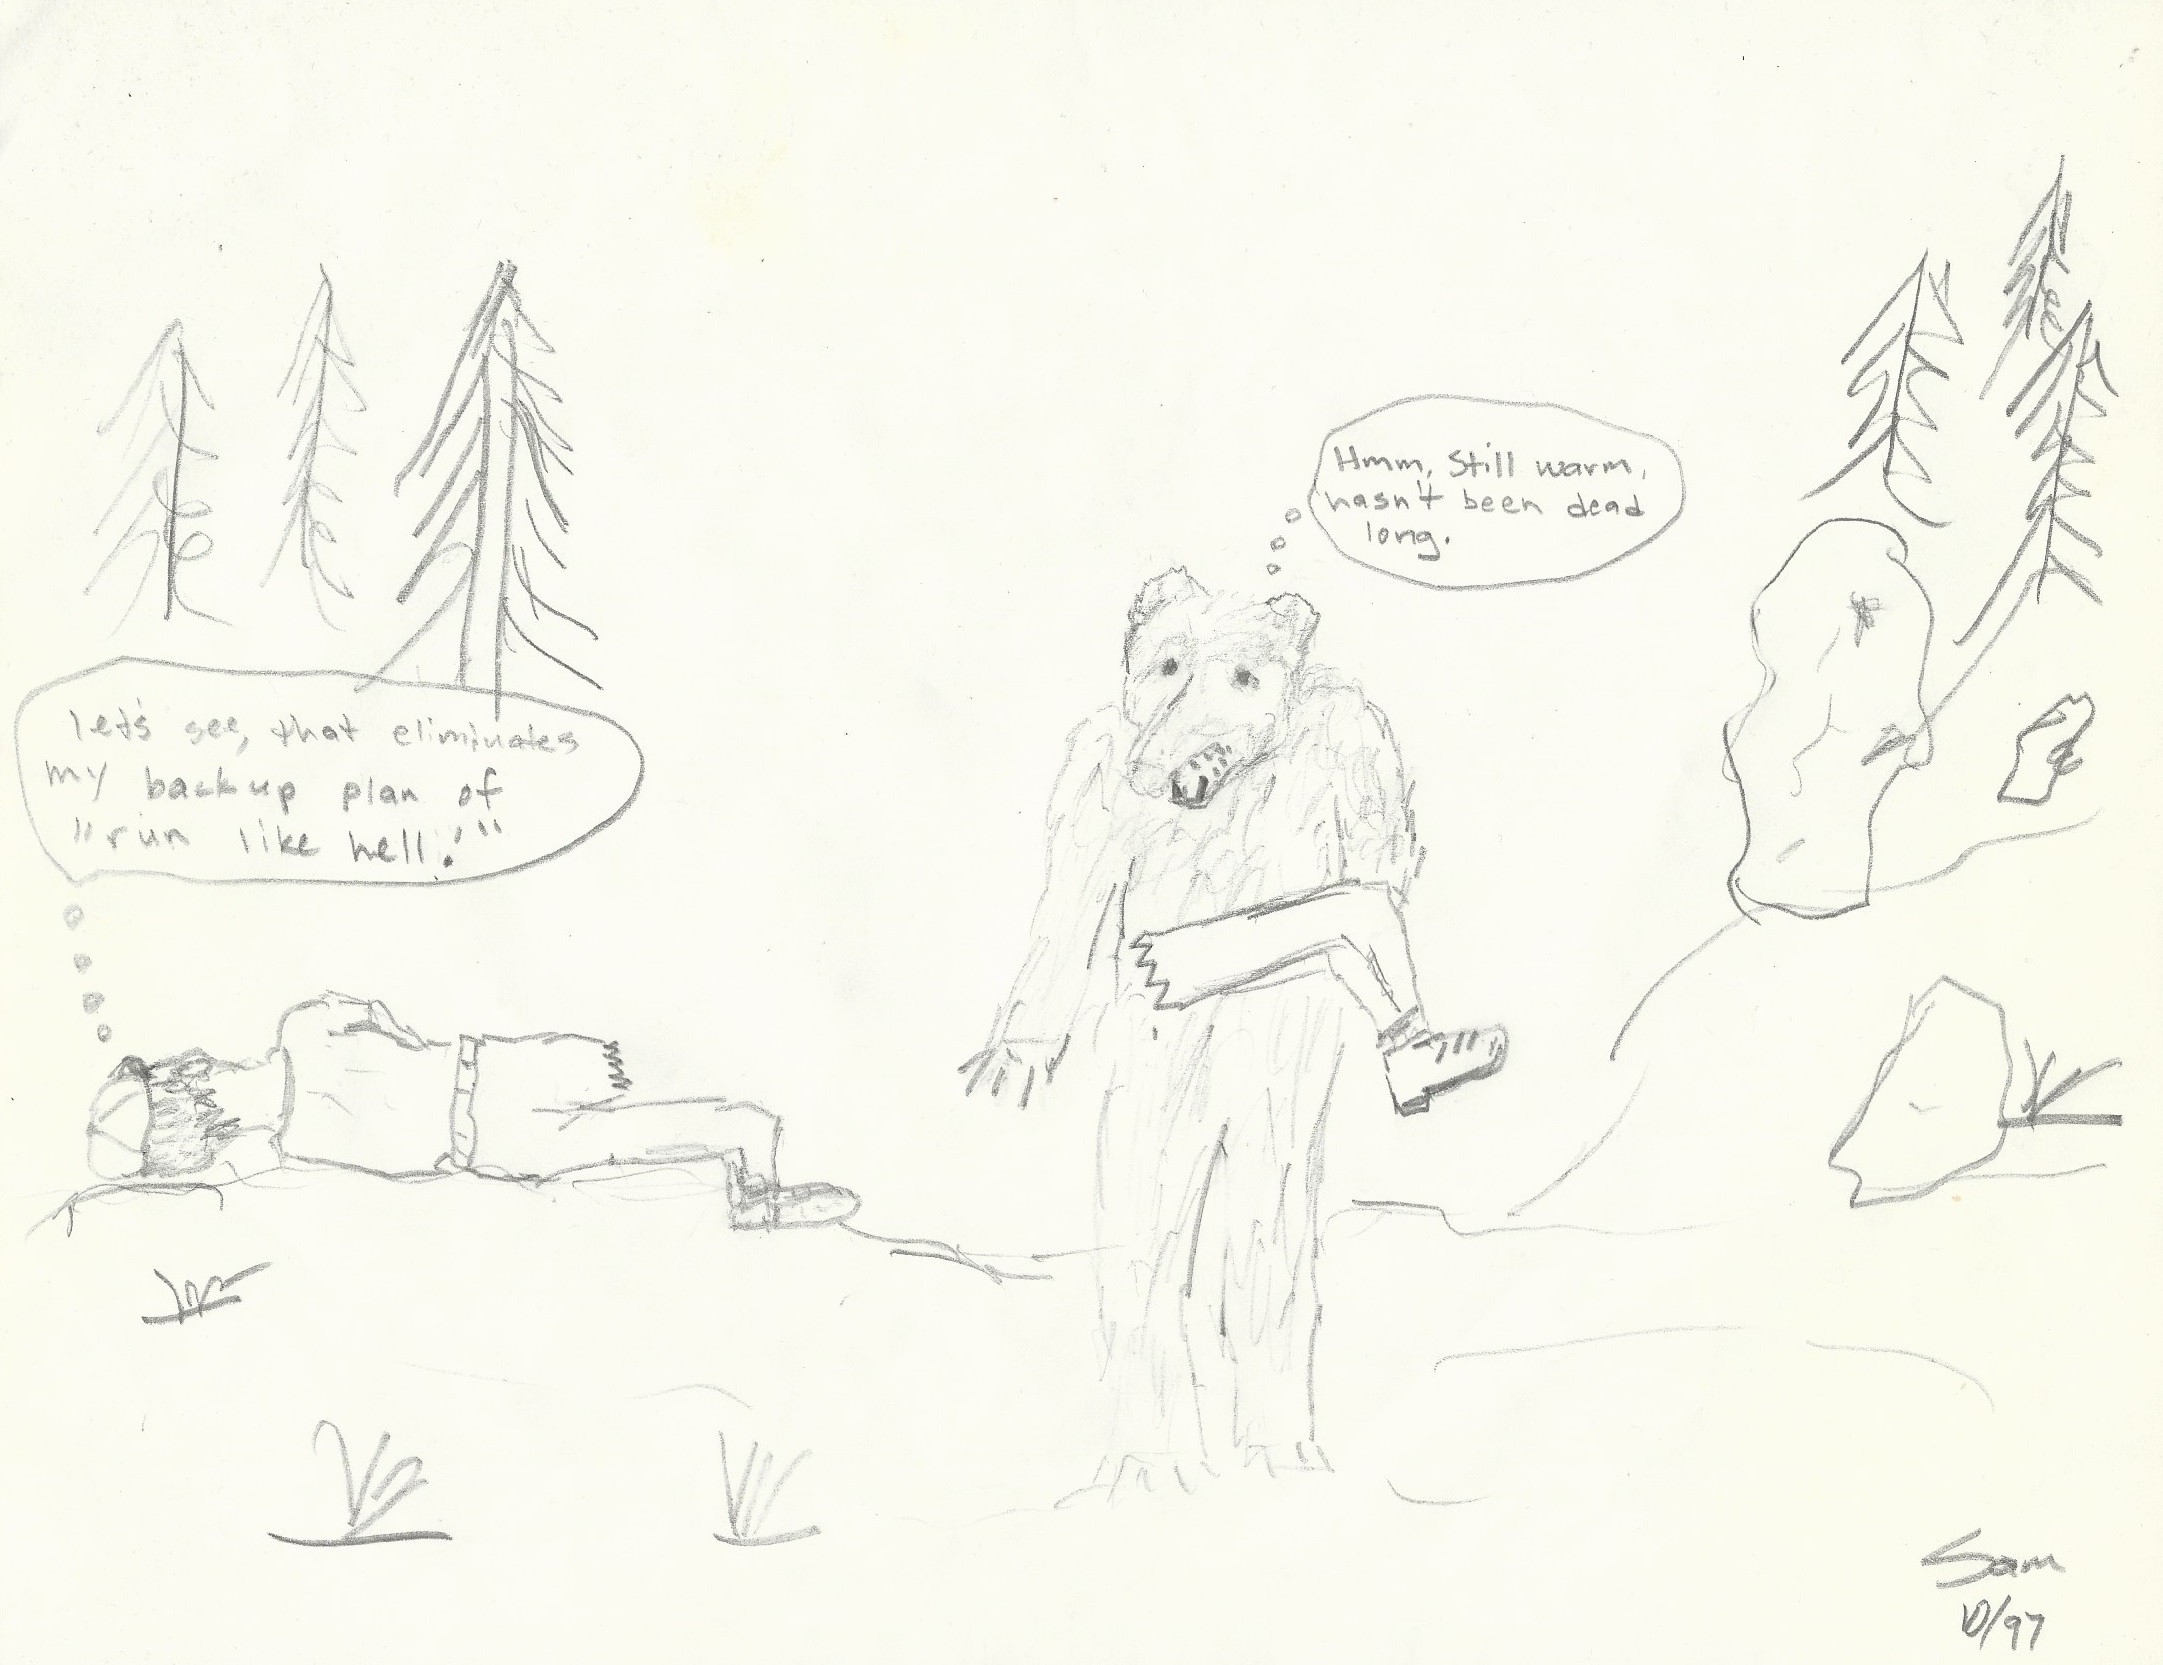 let's see, that eliminates
my backup plan of
"run like hell!"
Hmm, Still warm,
hasn't been dead
long.
Sam
10/97